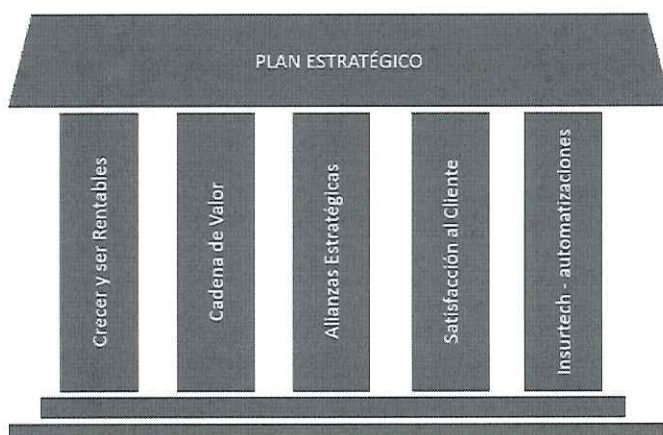 PLAN ESTRATÉGICO
Crecer y ser Rentables
Cadena de Valor
Alianzas Estratégicas
Satisfacción al Cliente
Insurtech - automatizaciones